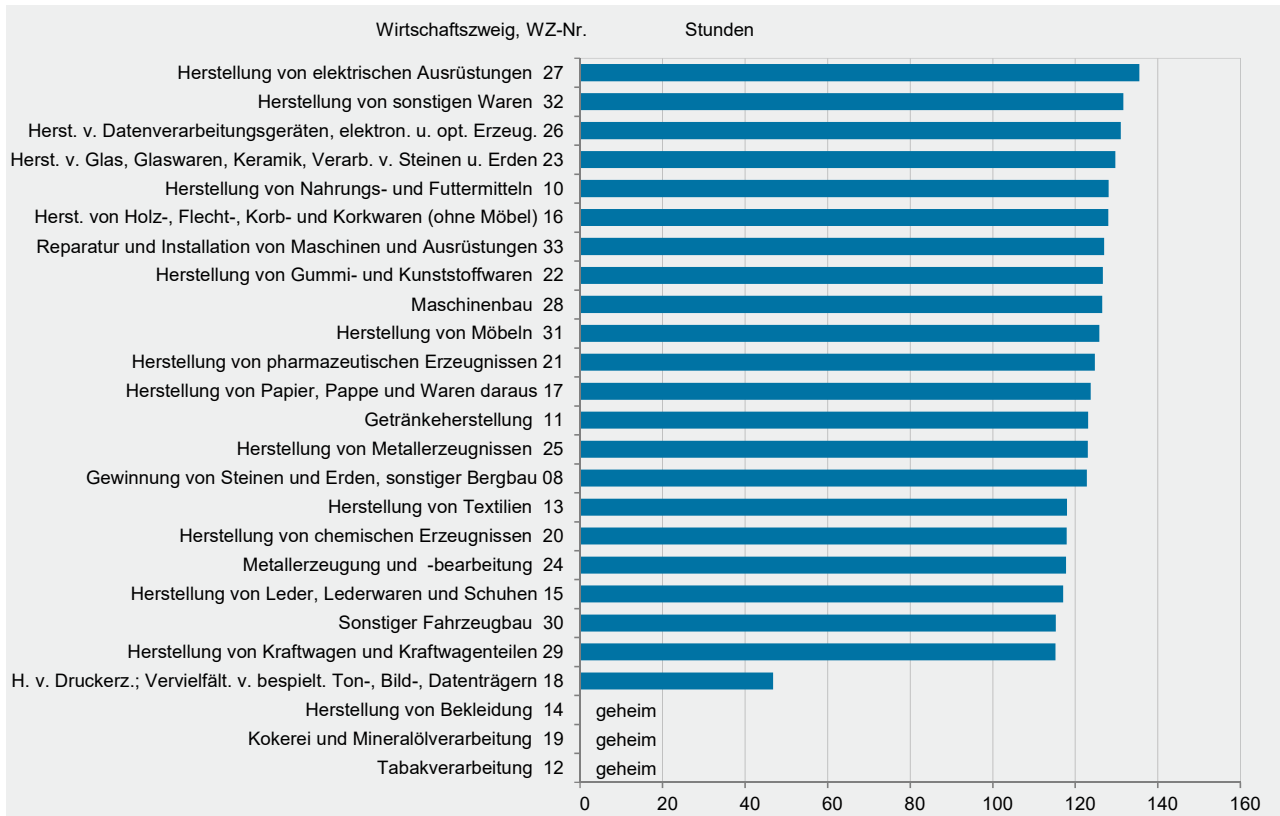 Wirtschaftszweig, WZ-Nr. Stunden
Herstellung von elektrischen Ausrüstungen 27
Herstellung von sonstigen Waren 32
Herst. v. Datenverarbeitungsgeräten, elektron. u. opt. Erzeug. 26
Herst. v. Glas, Glaswaren, Keramik, Verarb. v. Steinen u. Erden 23
Herstellung von Nahrungs- und Futtermitteln 10
Herst. von Holz-, Flecht-, Korb- und Korkwaren (ohne Möbel) 16
Reparatur und Installation von Maschinen und Ausrüstungen 33
Herstellung von Gummi- und Kunststoffwaren 22
Maschinenbau 28
Herstellung von Möbeln 31
Herstellung von pharmazeutischen Erzeugnissen 21
Herstellung von Papier, Pappe und Waren daraus 17
Getränkeherstellung 11
Herstellung von Metallerzeugnissen 25
Gewinnung von Steinen und Erden, sonstiger Bergbau 08
Herstellung von Textilien 13
Herstellung von chemischen Erzeugnissen 20
Metallerzeugung und -bearbeitung 24
Herstellung von Leder, Lederwaren und Schuhen 15
Sonstiger Fahrzeugbau 30
Herstellung von Kraftwagen und Kraftwagenteilen 29
H. v. Druckerz.; Vervielfält. v. bespielt. Ton-, Bild-, Datenträgern 18
Herstellung von Bekleidung 14 geheim
Kokerei und Mineralölverarbeitung 19 geheim
Tabakverarbeitung 12 geheim
0 20 40 60 80 100 120 140 160